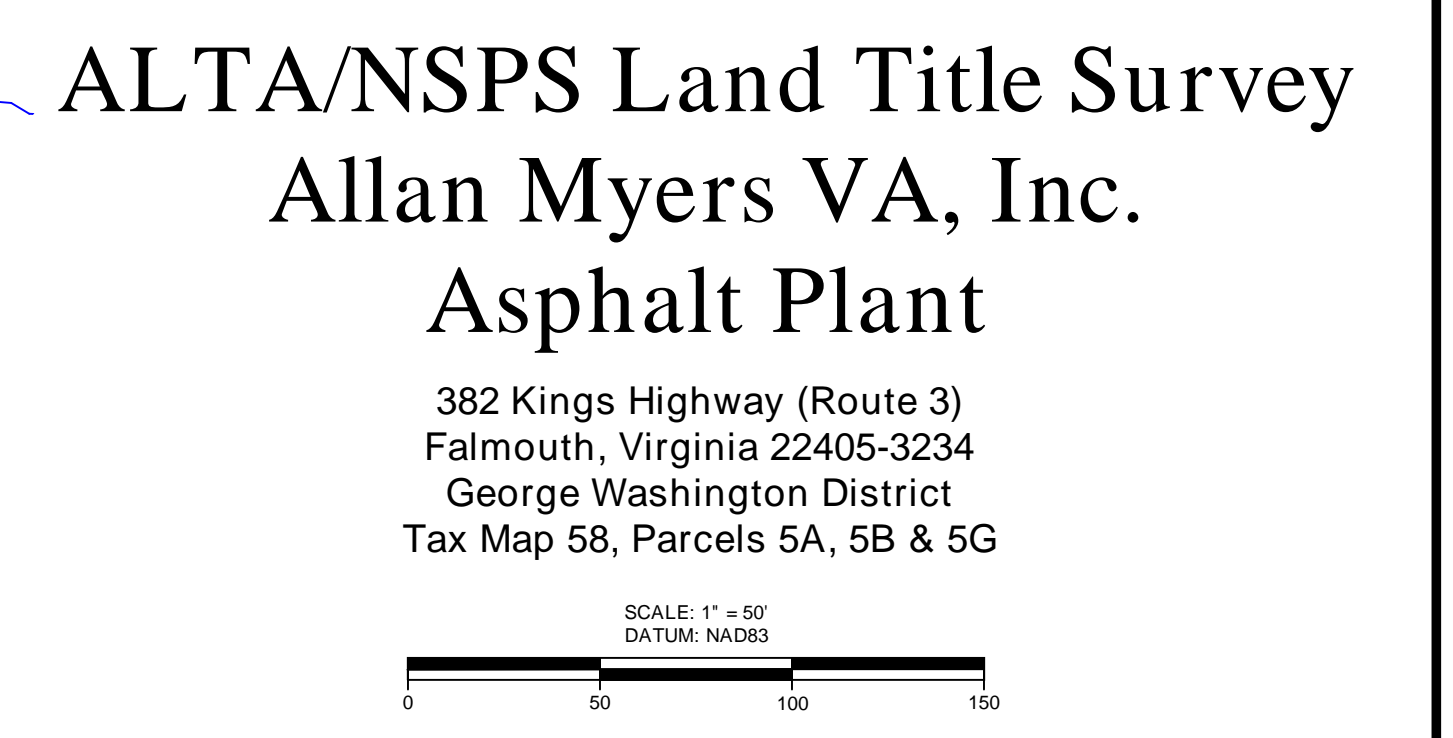 ALTA/NSPS Land Title Survey
Allan Myers VA, Inc.
Asphalt Plant
382 Kings Highway (Route 3)
Falmouth, Virginia 22405-3234
George Washington District
Tax Map 58, Parcels 5A, 5B & 5G
SCALE: 1" = 50'
DATUM: NAD83
0 50 100 150